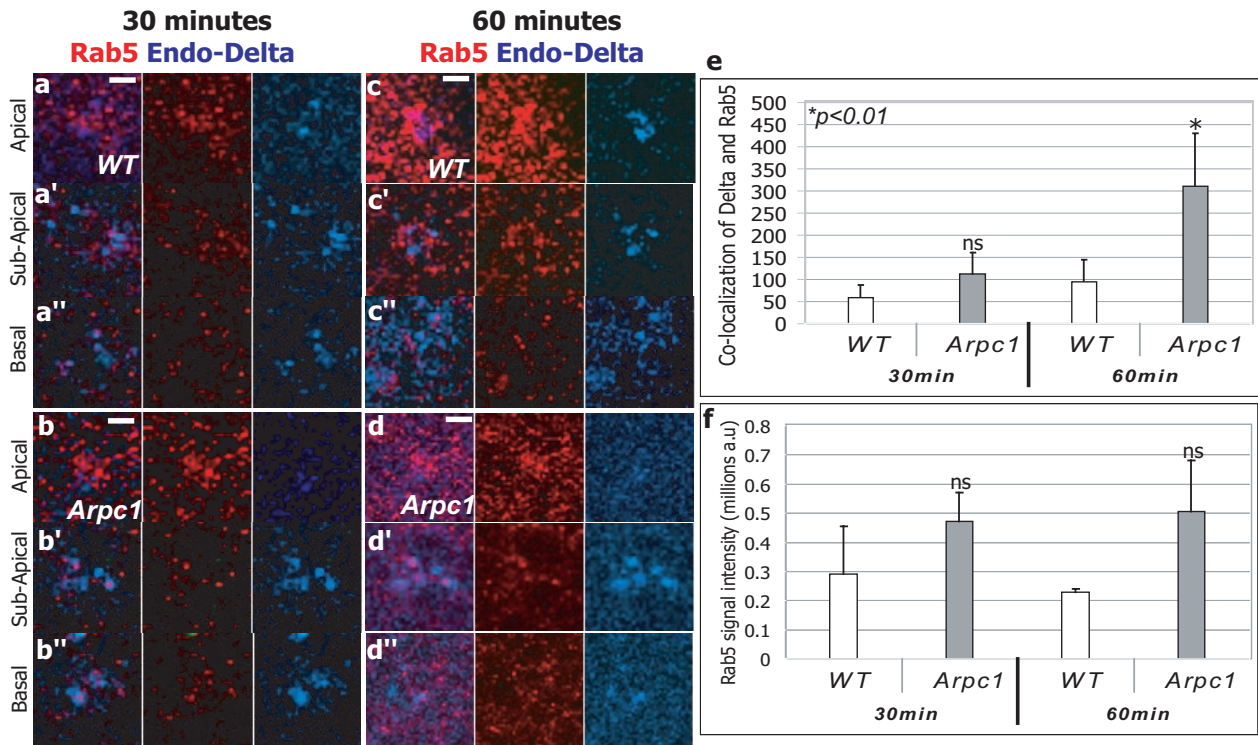 30 minutes
Rab5 Endo-Delta
60 minutes
Rab5 Endo-Delta
Apical
a
WT
Sub-Apical
a'
Basal
a''
c
WT
c'
c''
Apical
b
Arpc1
Sub-Apical
b'
Basal
b''
d
Arpc1
d'
d''
e
Co-localization of Delta and Rab5
500
450
400
350
300
250
200
150
100
50
0
*p<0.01
ns
*
WT Arpc1 WT Arpc1
30min 60min
f
Rab5 signal intensity (millions a.u)
0.8
0.7
0.6
0.5
0.4
0.3
0.2
0.1
0
ns
ns
WT Arpc1 WT Arpc1
30min 60min